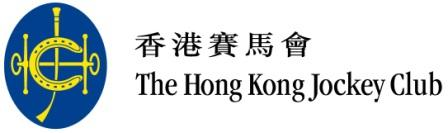 香港賽馬會
The Hong Kong Jockey Club